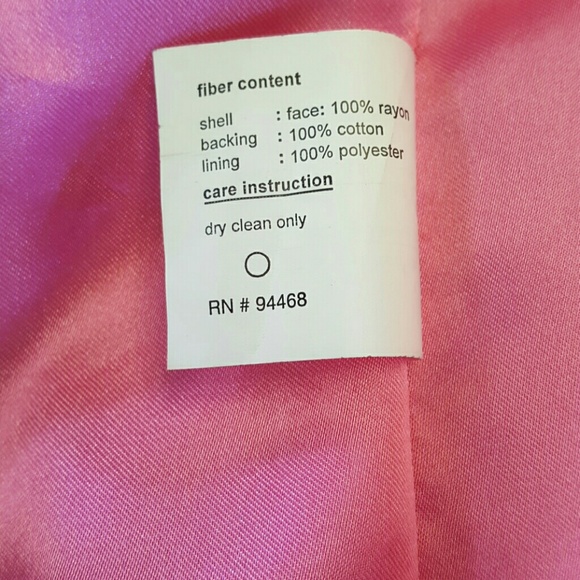 fiber content
shell : face: 100% rayon
backing : 100% cotton
lining : 100% polyester
care instruction
dry clean only
RN # 94468